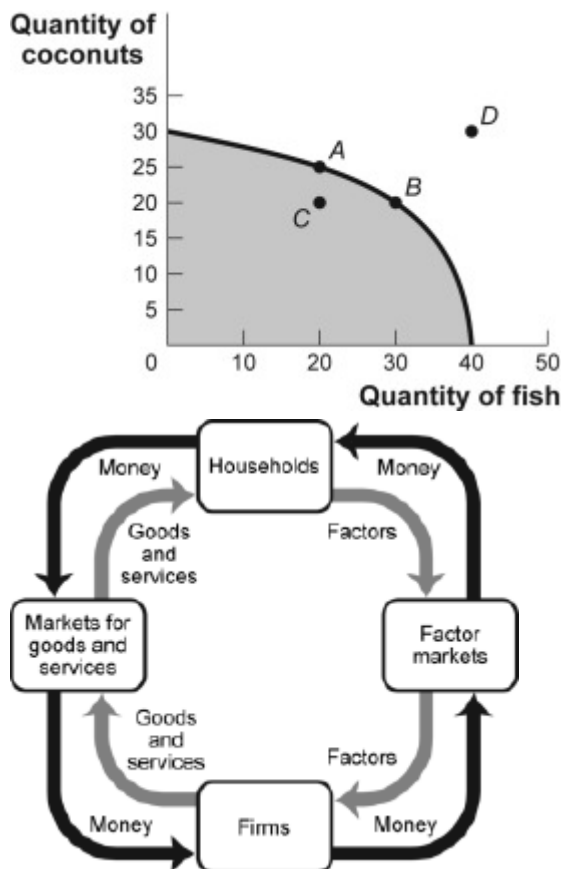 Quantity of
coconuts
35
30
25
20
15
10
5
0
10
20
30
40
50
A
B
C
D
Quantity of fish
Households
Money
Money
Goods
and
services
Factors
Markets for
goods and
services
Factor
markets
Goods
and
services
Factors
Money
Firms
Money